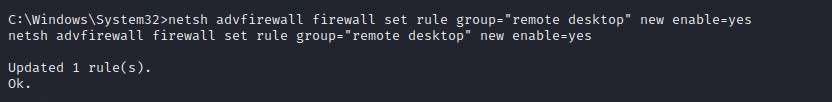 C:\Windows\System32>netsh advfirewall firewall set rule group="remote desktop" new enable=yes
netsh advfirewall firewall set rule group="remote desktop" new enable=yes
Updated 1 rule(s).
Ok.